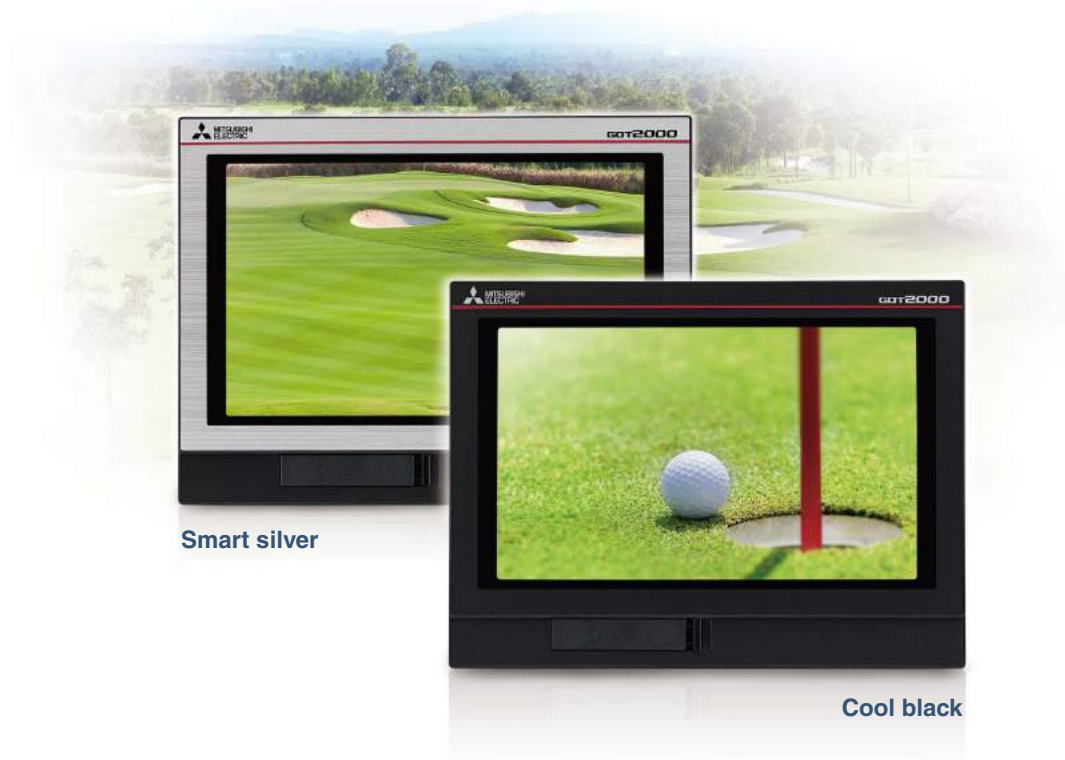 MITSUBISHI
ELECTRIC
GOT2000
MITSUBISHI
ELECTRIC
GOT2000
Smart silver
Cool black